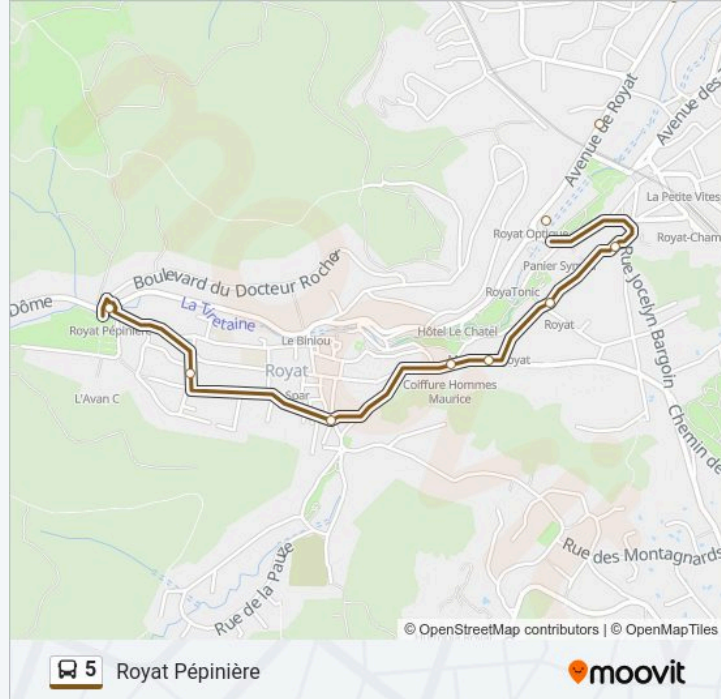 Avenue de Royat
Avenue des
La Petite Vites
Royat Optique
Royat-Cham
Panier Sym
Boulevard du Docteur Rocher
RoyaTonic
Rue Jocelyn Bargoin
Dôme
La Tiretaine
Royat Pépinière
Le Biniou
Hôtel Le Chatel
Royat
Royat
Royat
L'Avan C
Spar
Coiffure Hommes
Maurice
Chemin de
Rue des Montagnards
Rue de la Pauze
© OpenStreetMap contributors | © OpenMapTiles
5 Royat Pépinière
moovit